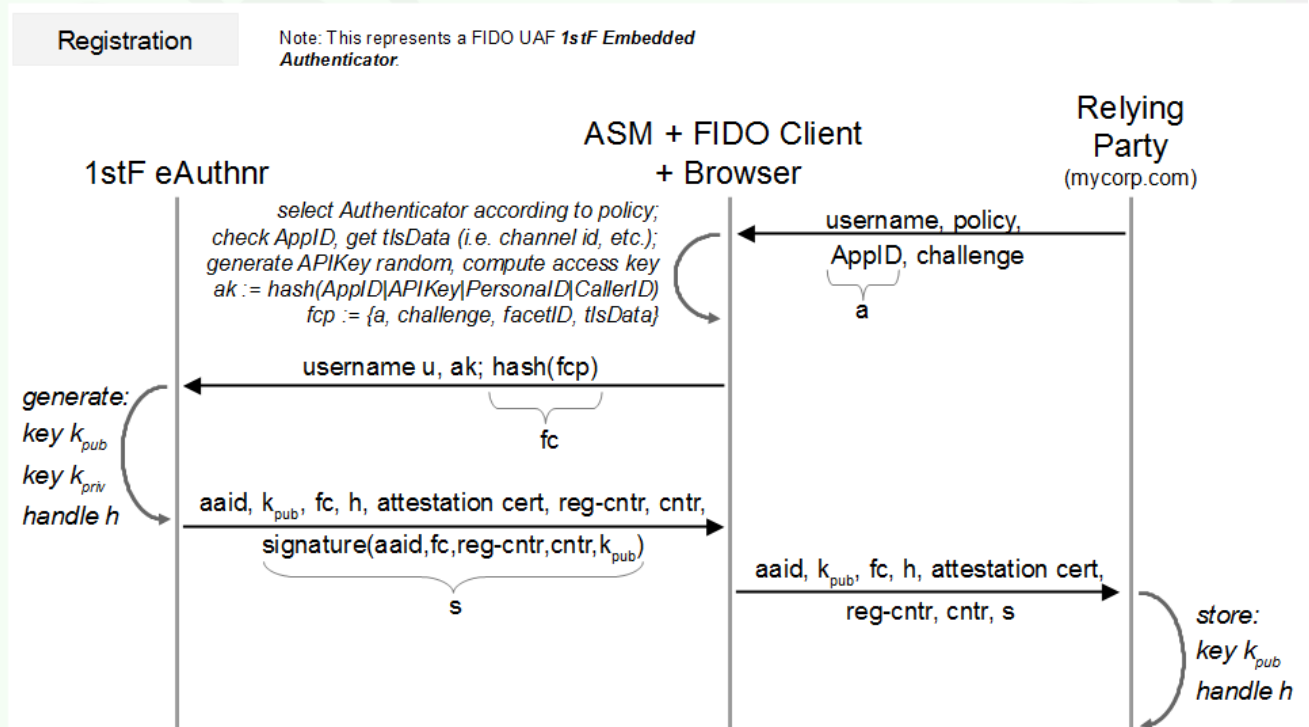 Registration
Note: This represents a FIDO UAF 1stF Embedded
Authenticator.
Relying
Party
(mycorp.com)
ASM + FIDO Client
+ Browser
1stF eAuthnr
username, policy,
AppID, challenge
a
select Authenticator according to policy;
check AppID, get tlsData (i.e. channel id, etc.);
generate APIKey random, compute access key
ak := hash(AppID|APIKey|PersonaID|CallerID)
fcp := {a, challenge, facetID, tlsData}
username u, ak; hash(fcp)
fc
generate:
key kpub
key kpriv
handle h
aaid, kpub, fc, h, attestation cert, reg-cntr, cntr,
signature(aaid,fc,reg-cntr,cntr,kpub)
s
aaid, kpub, fc, h, attestation cert,
reg-cntr, cntr, s
store:
key kpub
handle h